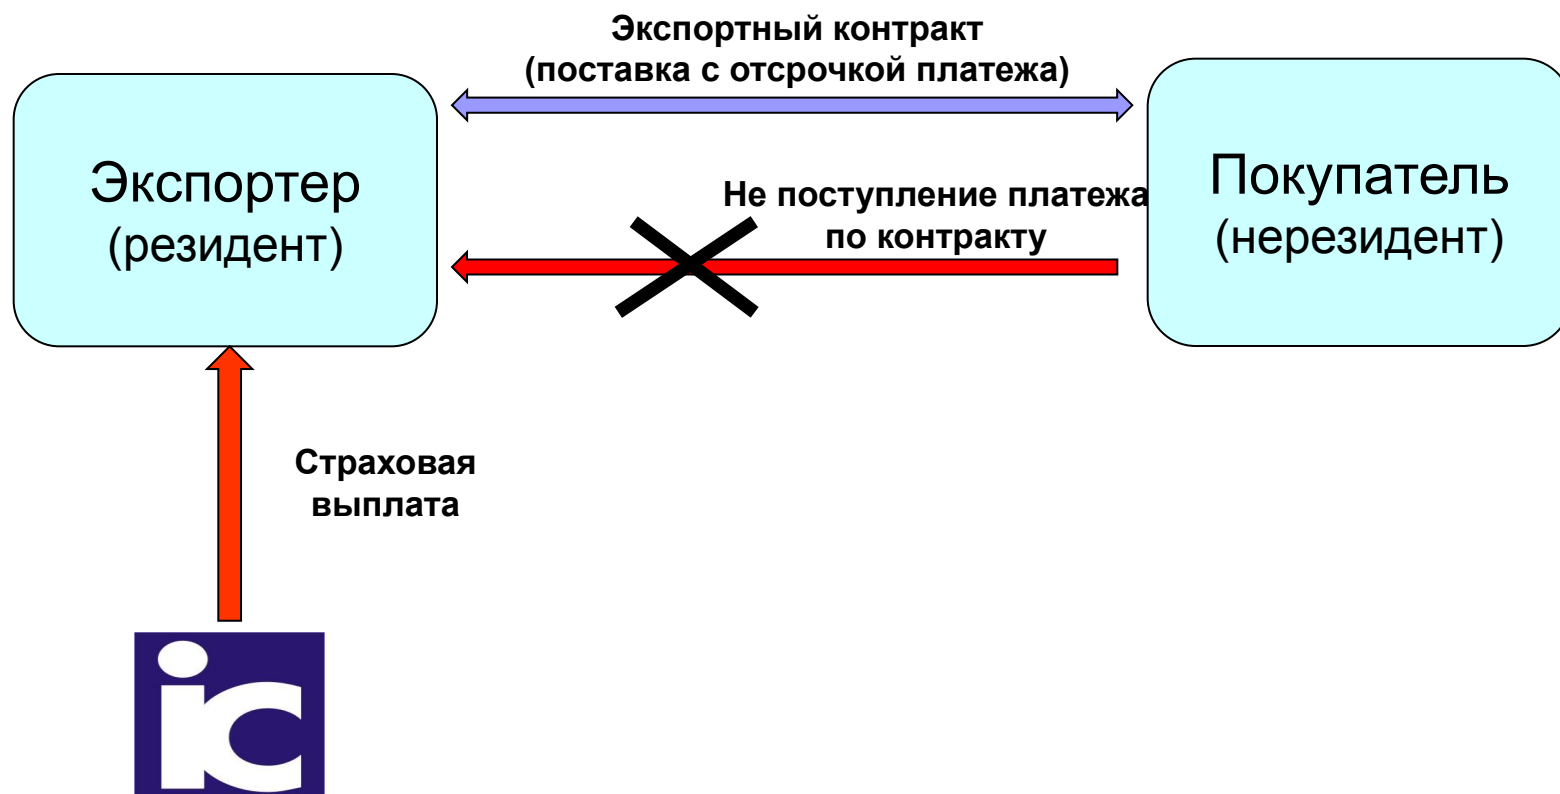 Экспортный контракт
(поставка с отсрочкой платежа)
Экспортер
(резидент)
Покупатель
(нерезидент)
Не поступление платежа
по контракту
Страховая
выплата
ic